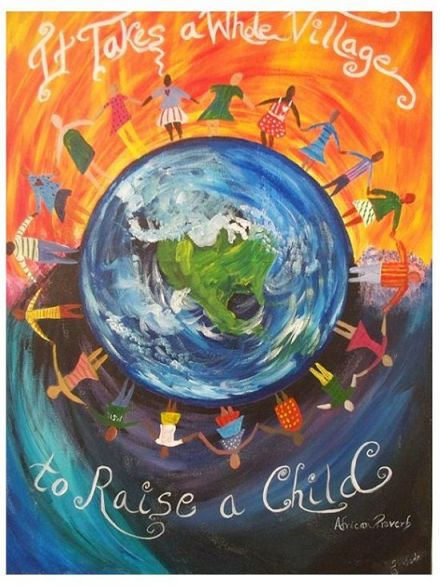 It Takes a Whole Village
to Raise a Child
African Proverb